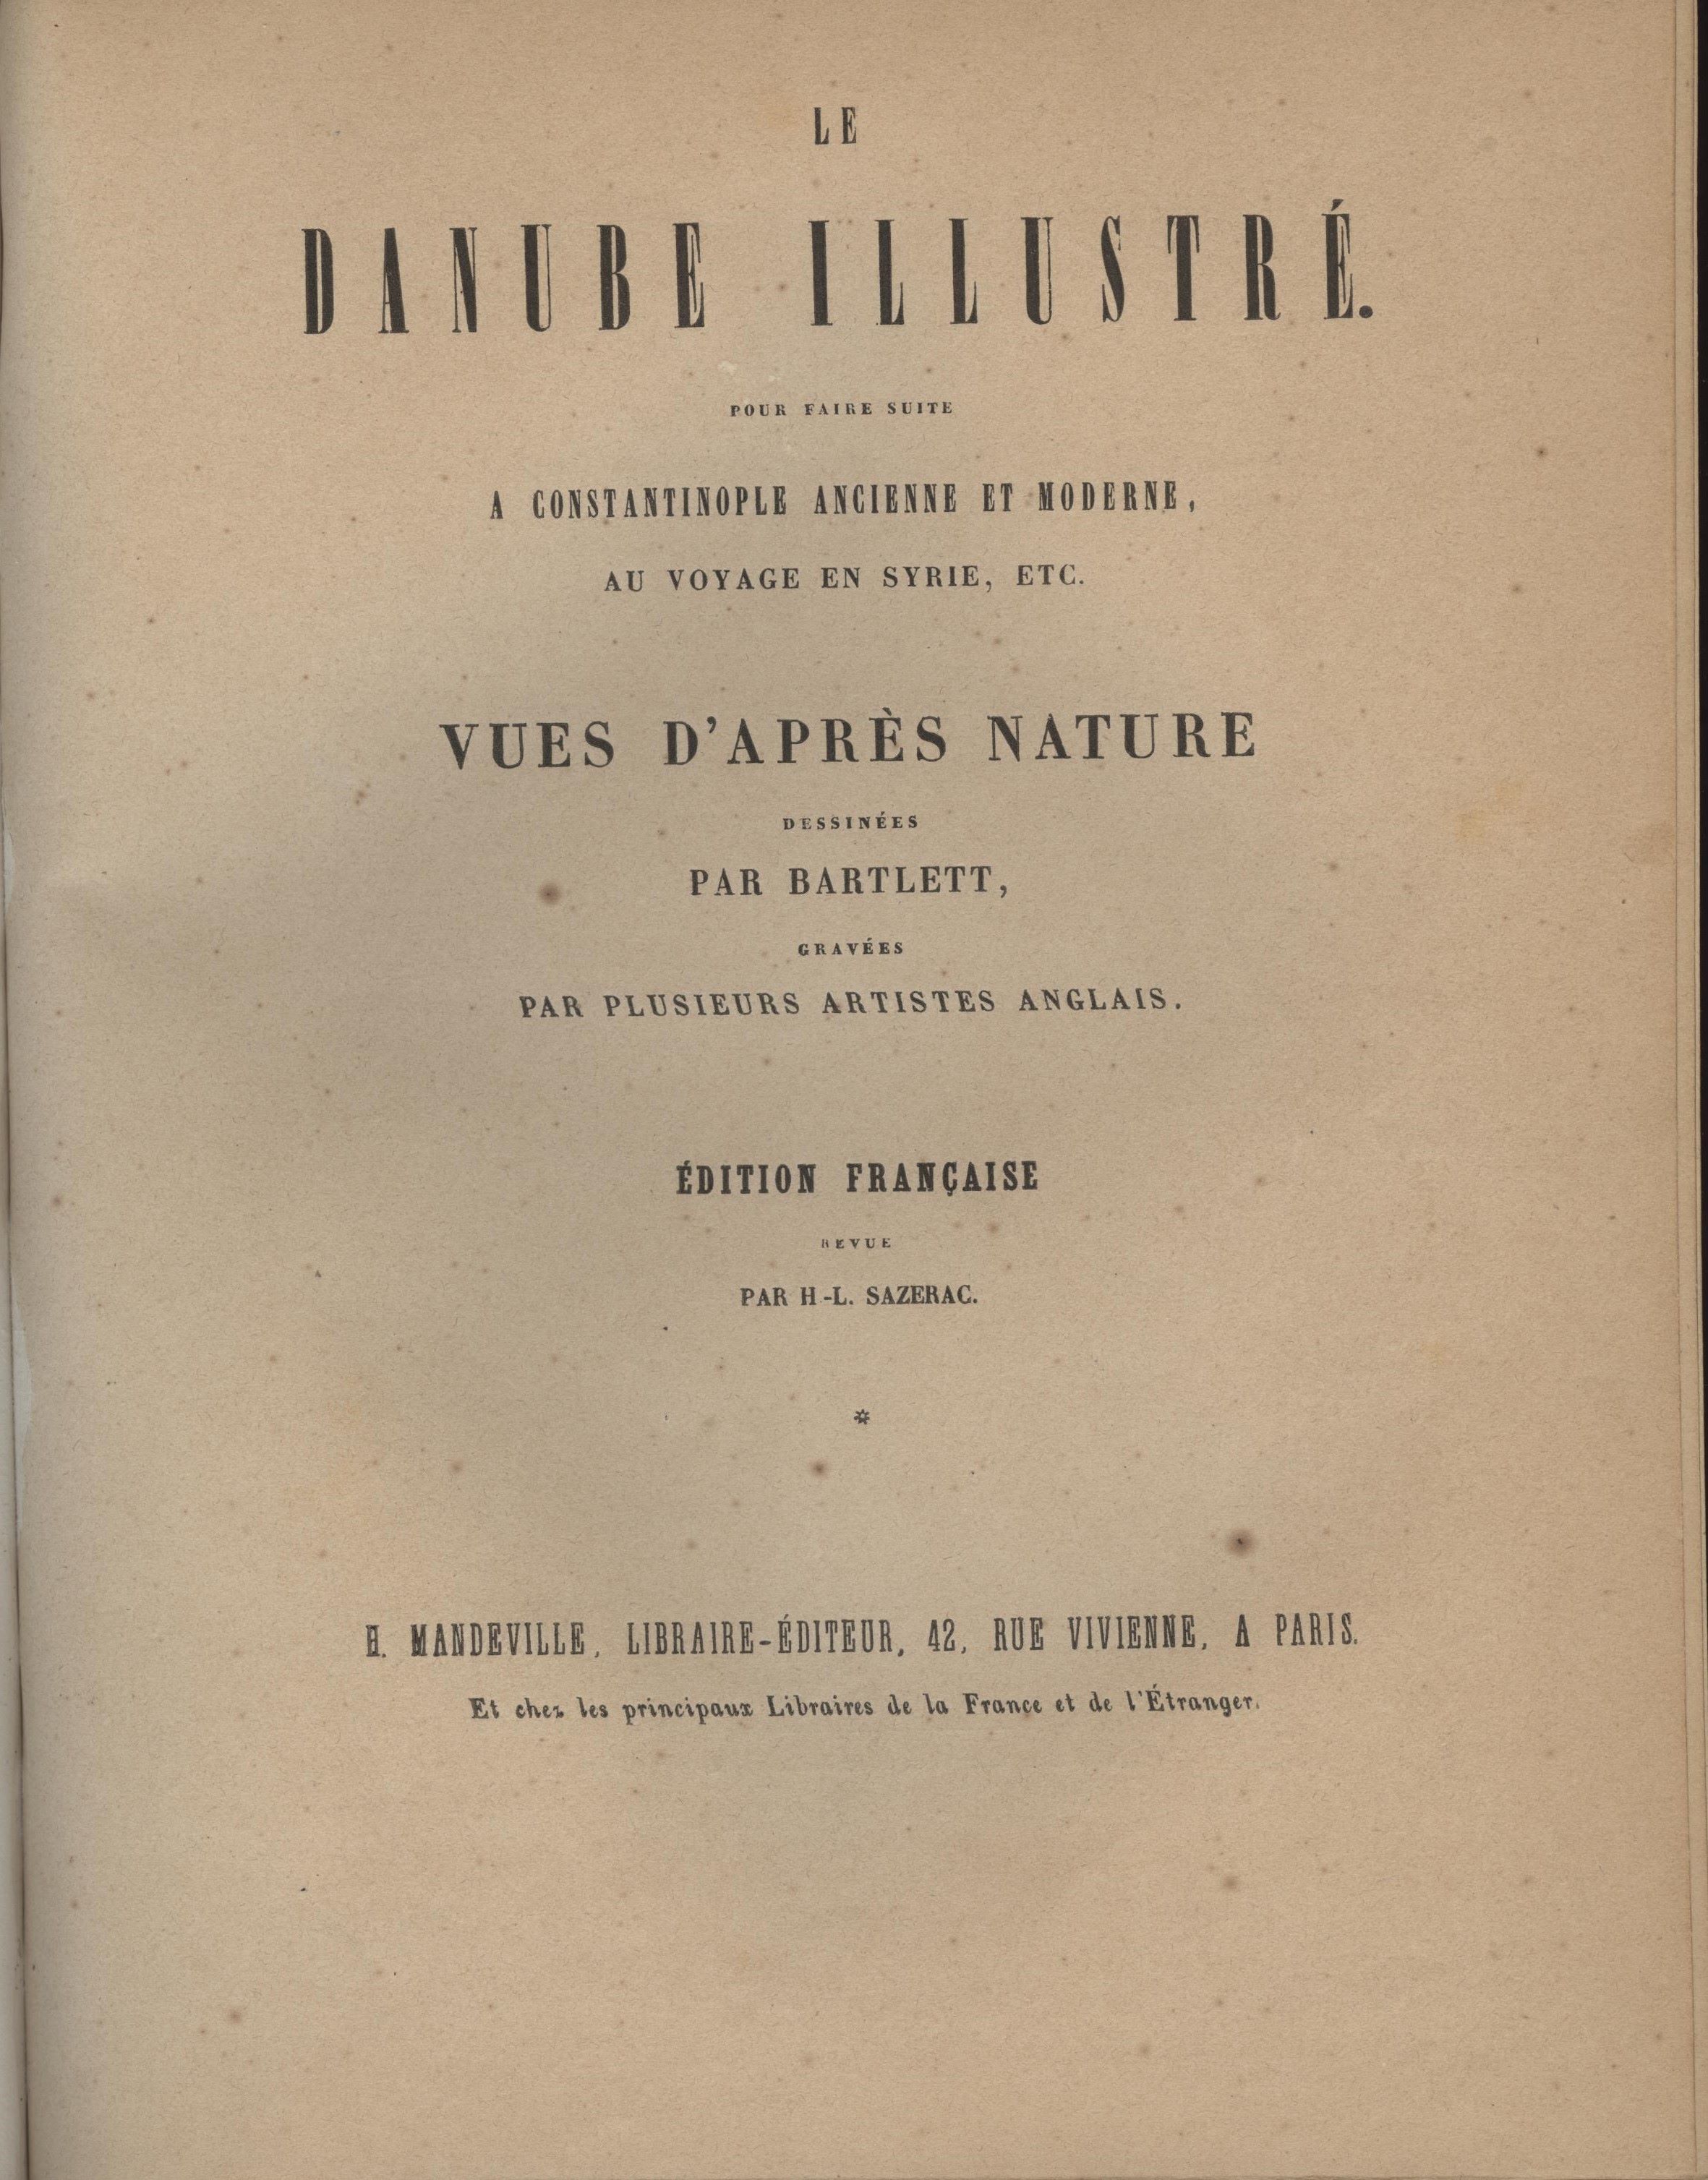 LE
DANUBE ILLUSTRÉ.
POUR FAIRE SUITE
A CONSTANTINOPLE ANCIENNE ET MODERNE,
AU VOYAGE EN SYRIE, ETC.
VUES D'APRÈS NATURE
DESSINÉES
PAR BARTLETT,
GRAVÉES
PAR PLUSIEURS ARTISTES ANGLAIS.
ÉDITION FRANÇAISE
REVUE
PAR H-L. SAZERAC.
*
H. MANDEVILLE, LIBRAIRE-ÉDITEUR, 42, RUE VIVIENNE, A PARIS.
Et chez les principaux Libraires de la France et de l'Étranger.